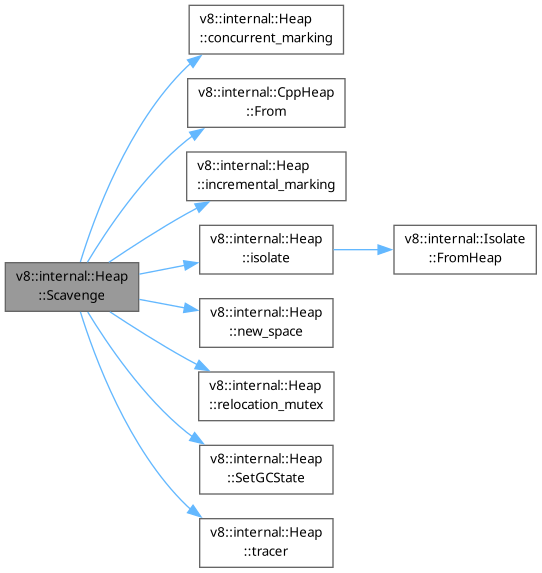 v8::internal::Heap
::concurrent_marking
v8::internal::CppHeap
::From
v8::internal::Heap
::incremental_marking
v8::internal::Heap
::isolate
v8::internal::Isolate
::FromHeap
v8::internal::Heap
::Scavenge
v8::internal::Heap
::new_space
v8::internal::Heap
::relocation_mutex
v8::internal::Heap
::SetGCState
v8::internal::Heap
::tracer